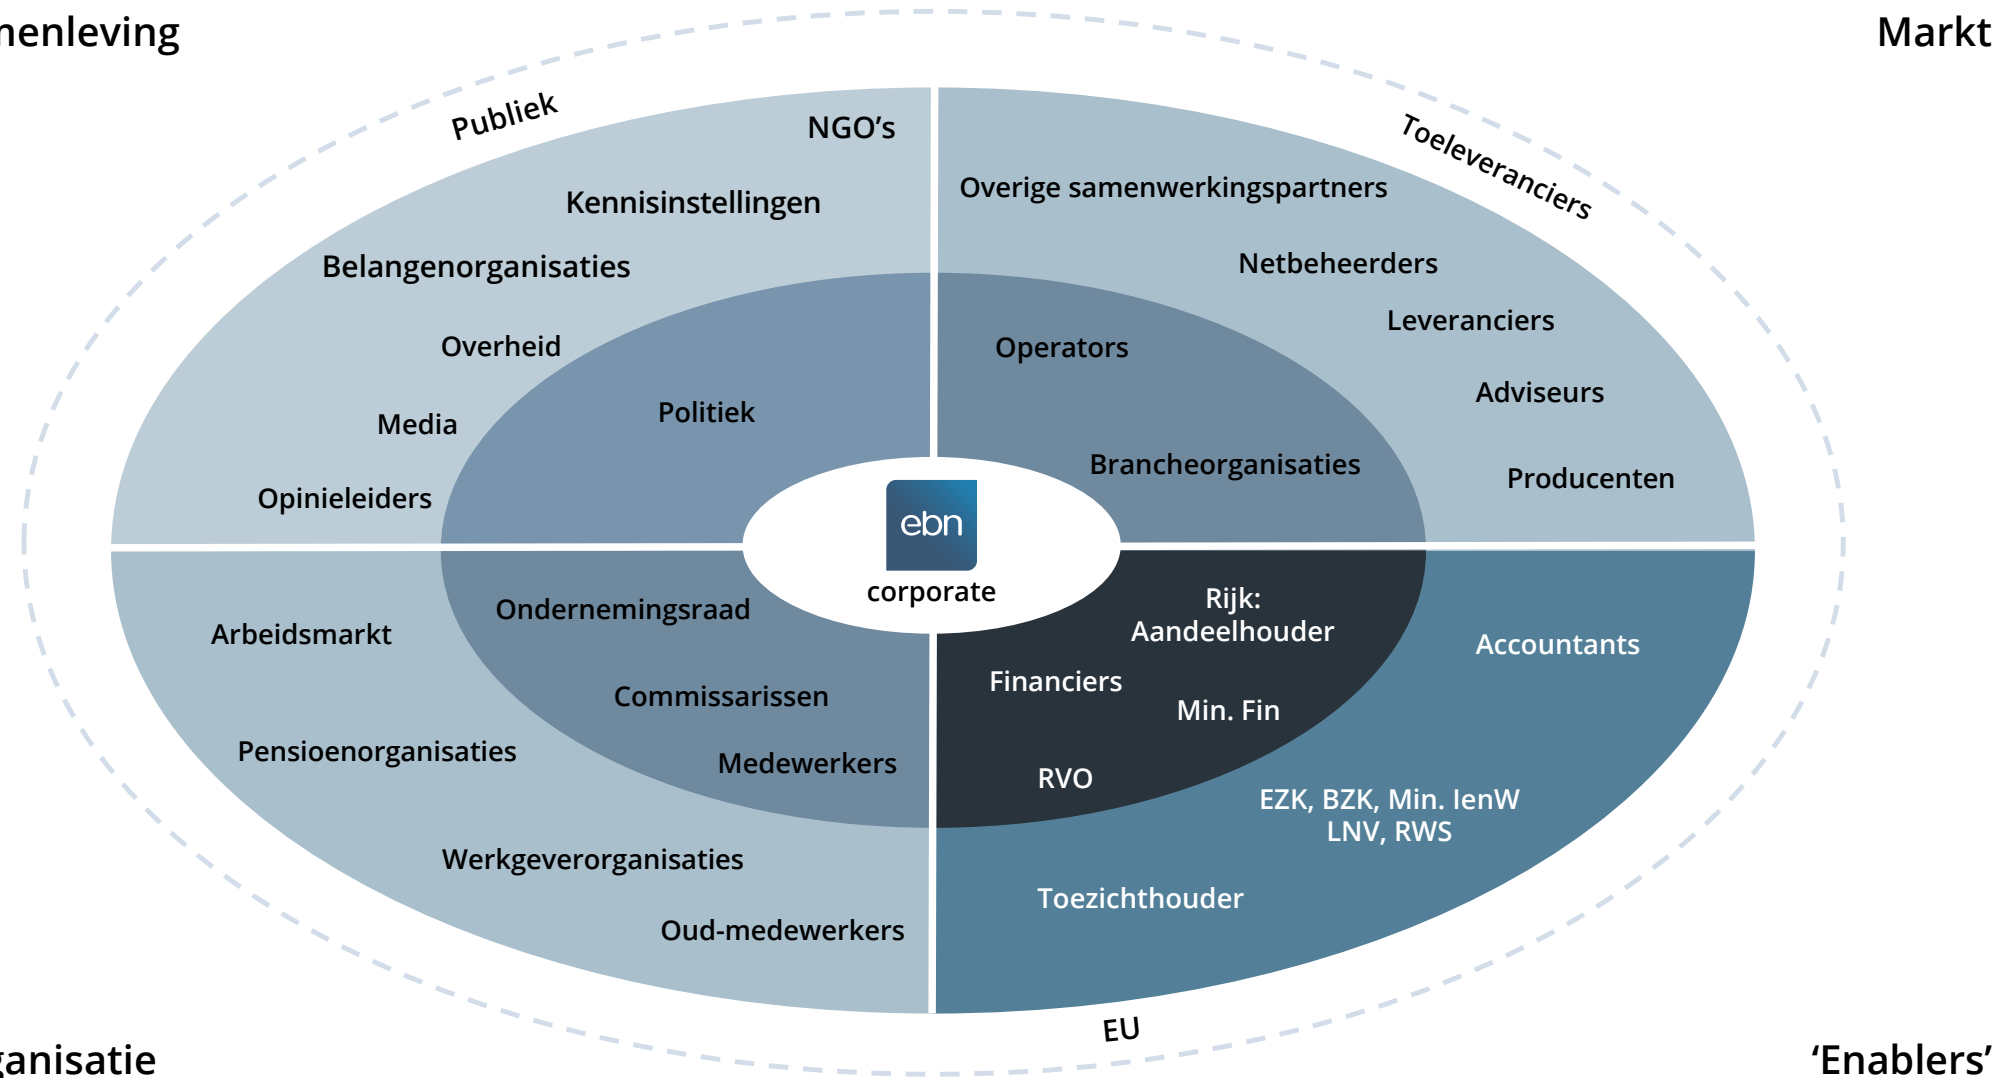 menleving
Markt
Publiek
Toeleveranciers
NGO’s
Kennisinstellingen
Belangenorganisaties
Overheid
Media
Opinieleiders
Politiek
Overige samenwerkingspartners
Netbeheerders
Leveranciers
Adviseurs
Producenten
Operators
Brancheorganisaties
ebn
corporate
Ondernemingsraad
Commissarissen
Medewerkers
Arbeidsmarkt
Pensioenorganisaties
Werkgeverorganisaties
Oud-medewerkers
Rijk:
Aandeelhouder
Financiers
Min. Fin
RVO
Accountants
EZK, BZK, Min. IenW
LNV, RWS
Toezichthouder
EU
ganisatie
‘Enablers’